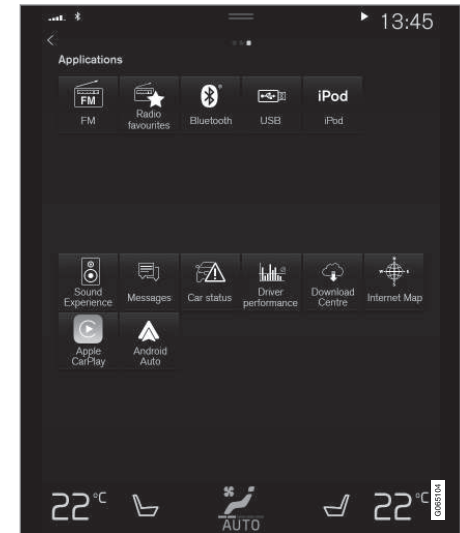 13:45
Applications
FM
iPod
FM
Radio favourites
Bluetooth
USB
iPod
Sound Experience
Messages
Car status
Driver performance
Download Centre
Internet Map
Apple CarPlay
Android Auto
22°C
AUTO
22°C
G065104